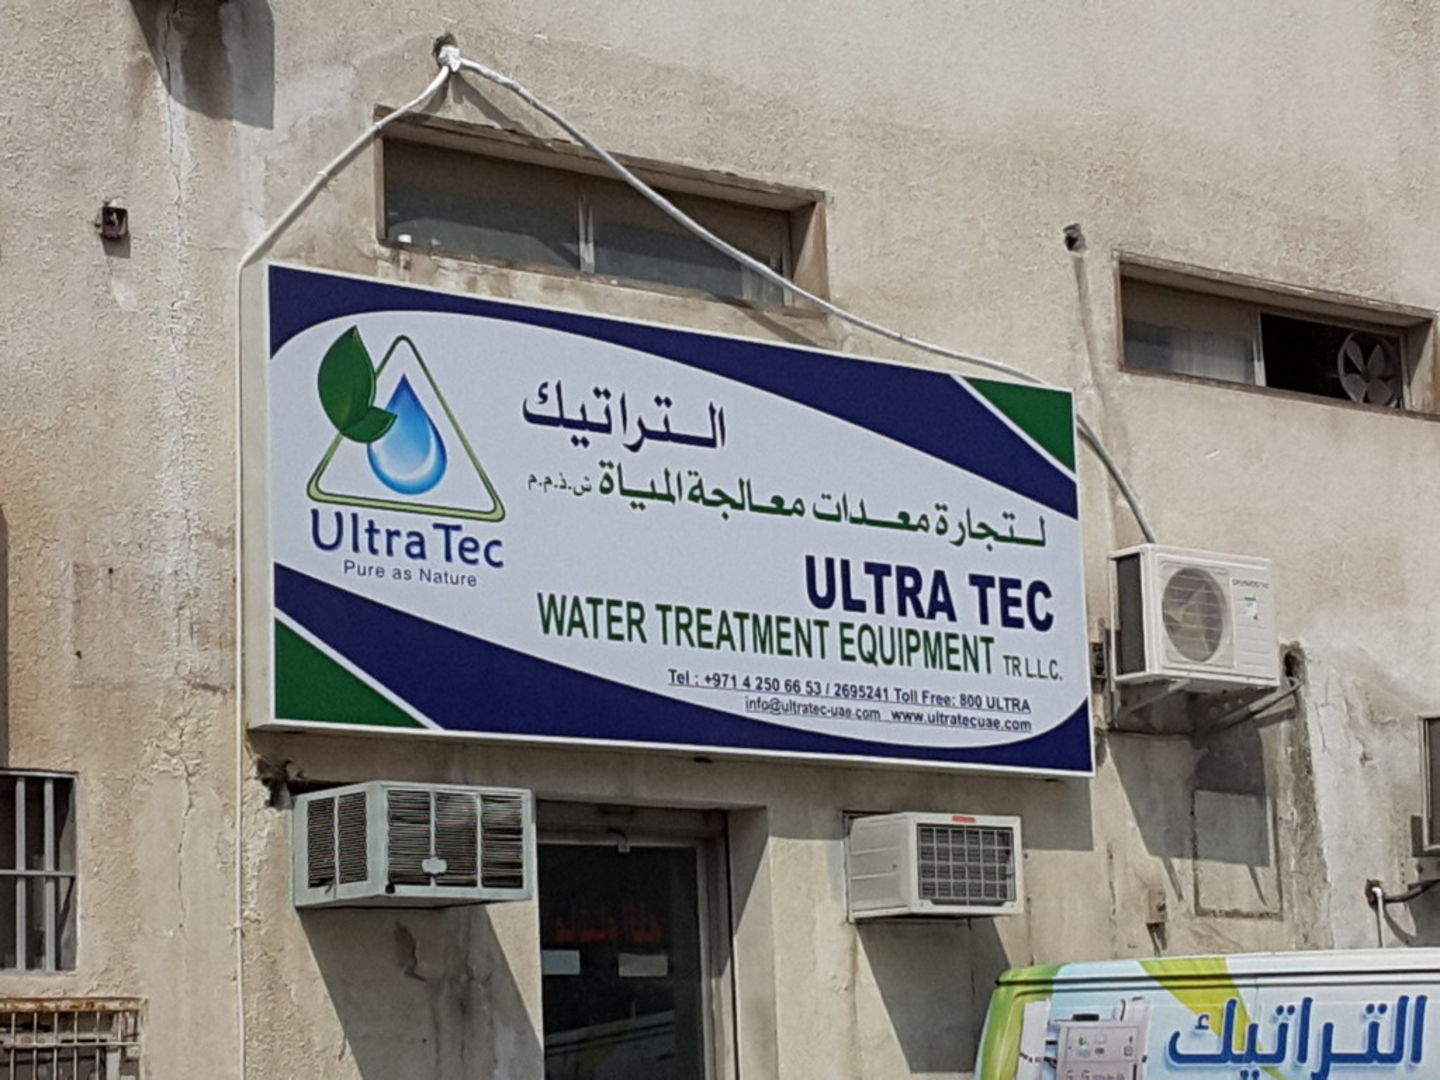 التراتيك
لتجارة معدات معالجة المياة ش.ذ.م.م
Ultra Tec
Pure as Nature
ULTRA TEC
WATER TREATMENT EQUIPMENT TR L.L.C.
Tel : +971 4 250 66 53 / 2695241 Toll Free: 800 ULTRA
info@ultratec-uae.com www.ultratecuae.com
التراتيك